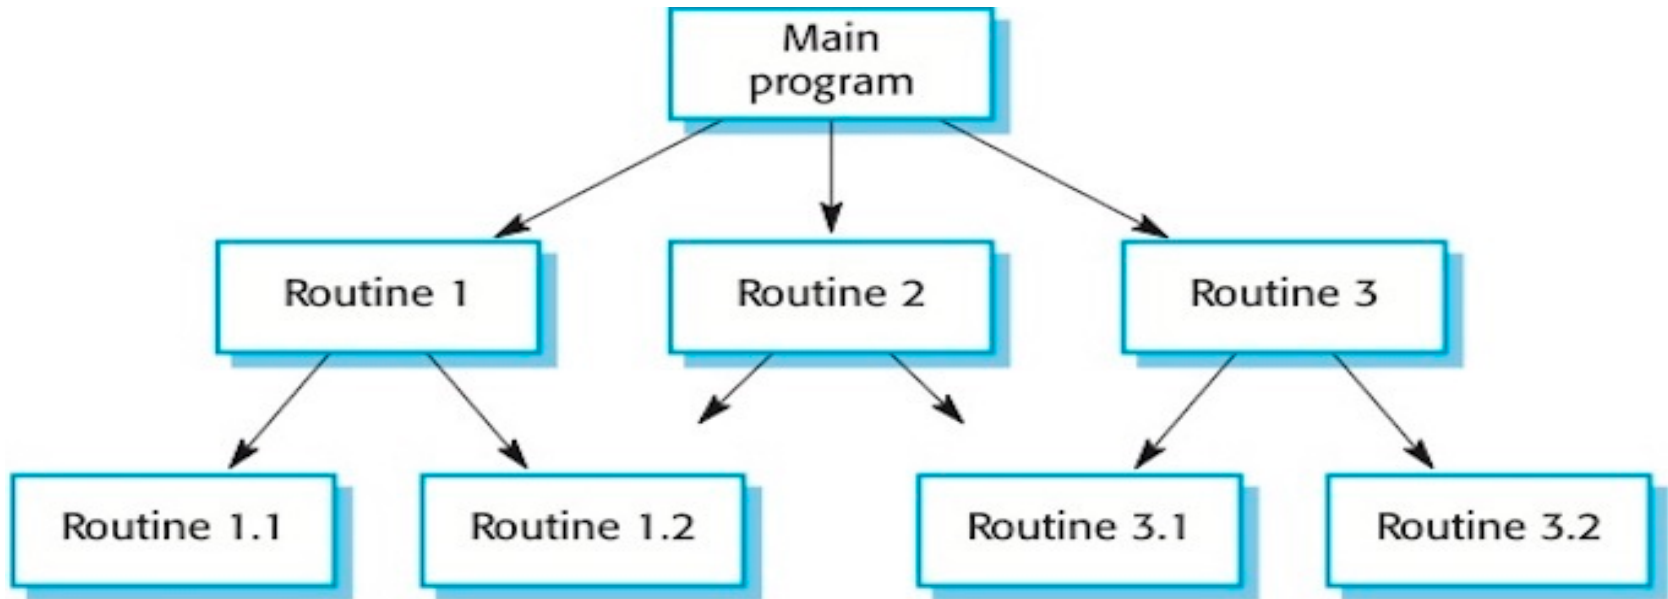 Main
program
Routine 1
Routine 2
Routine 3
Routine 1.1
Routine 1.2
Routine 3.1
Routine 3.2